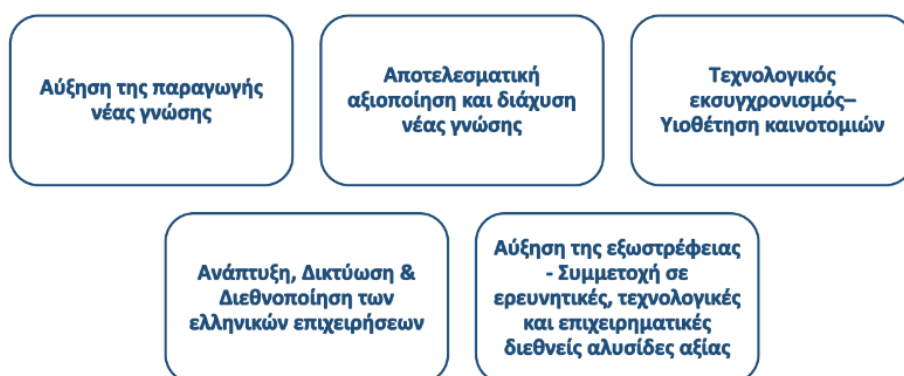 Αύξηση της παραγωγής
νέας γνώσης
Αποτελεσματική
αξιοποίηση και διάχυση
νέας γνώσης
Τεχνολογικός
εκσυγχρονισμός–
Υιοθέτηση καινοτομιών
Ανάπτυξη, Δικτύωση &
Διεθνοποίηση των
ελληνικών επιχειρήσεων
Αύξηση της εξωστρέφειας
- Συμμετοχή σε
ερευνητικές, τεχνολογικές
και επιχειρηματικές
διεθνείς αλυσίδες αξίας